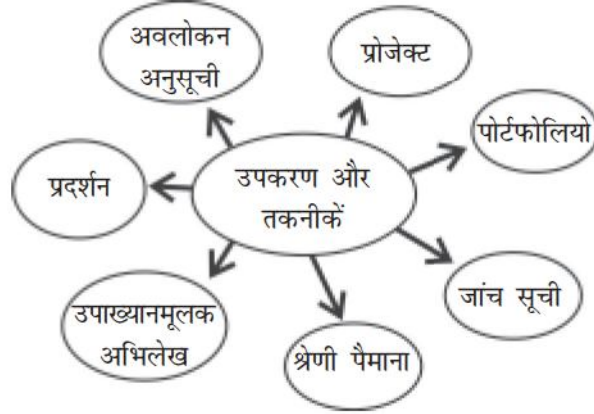 अवलोकन
अनुसूची
प्रोजेक्ट
पोर्टफोलियो
प्रदर्शन
उपकरण और
तकनीकें
जांच सूची
उपाख्यानमूलक
अभिलेख
श्रेणी पैमाना